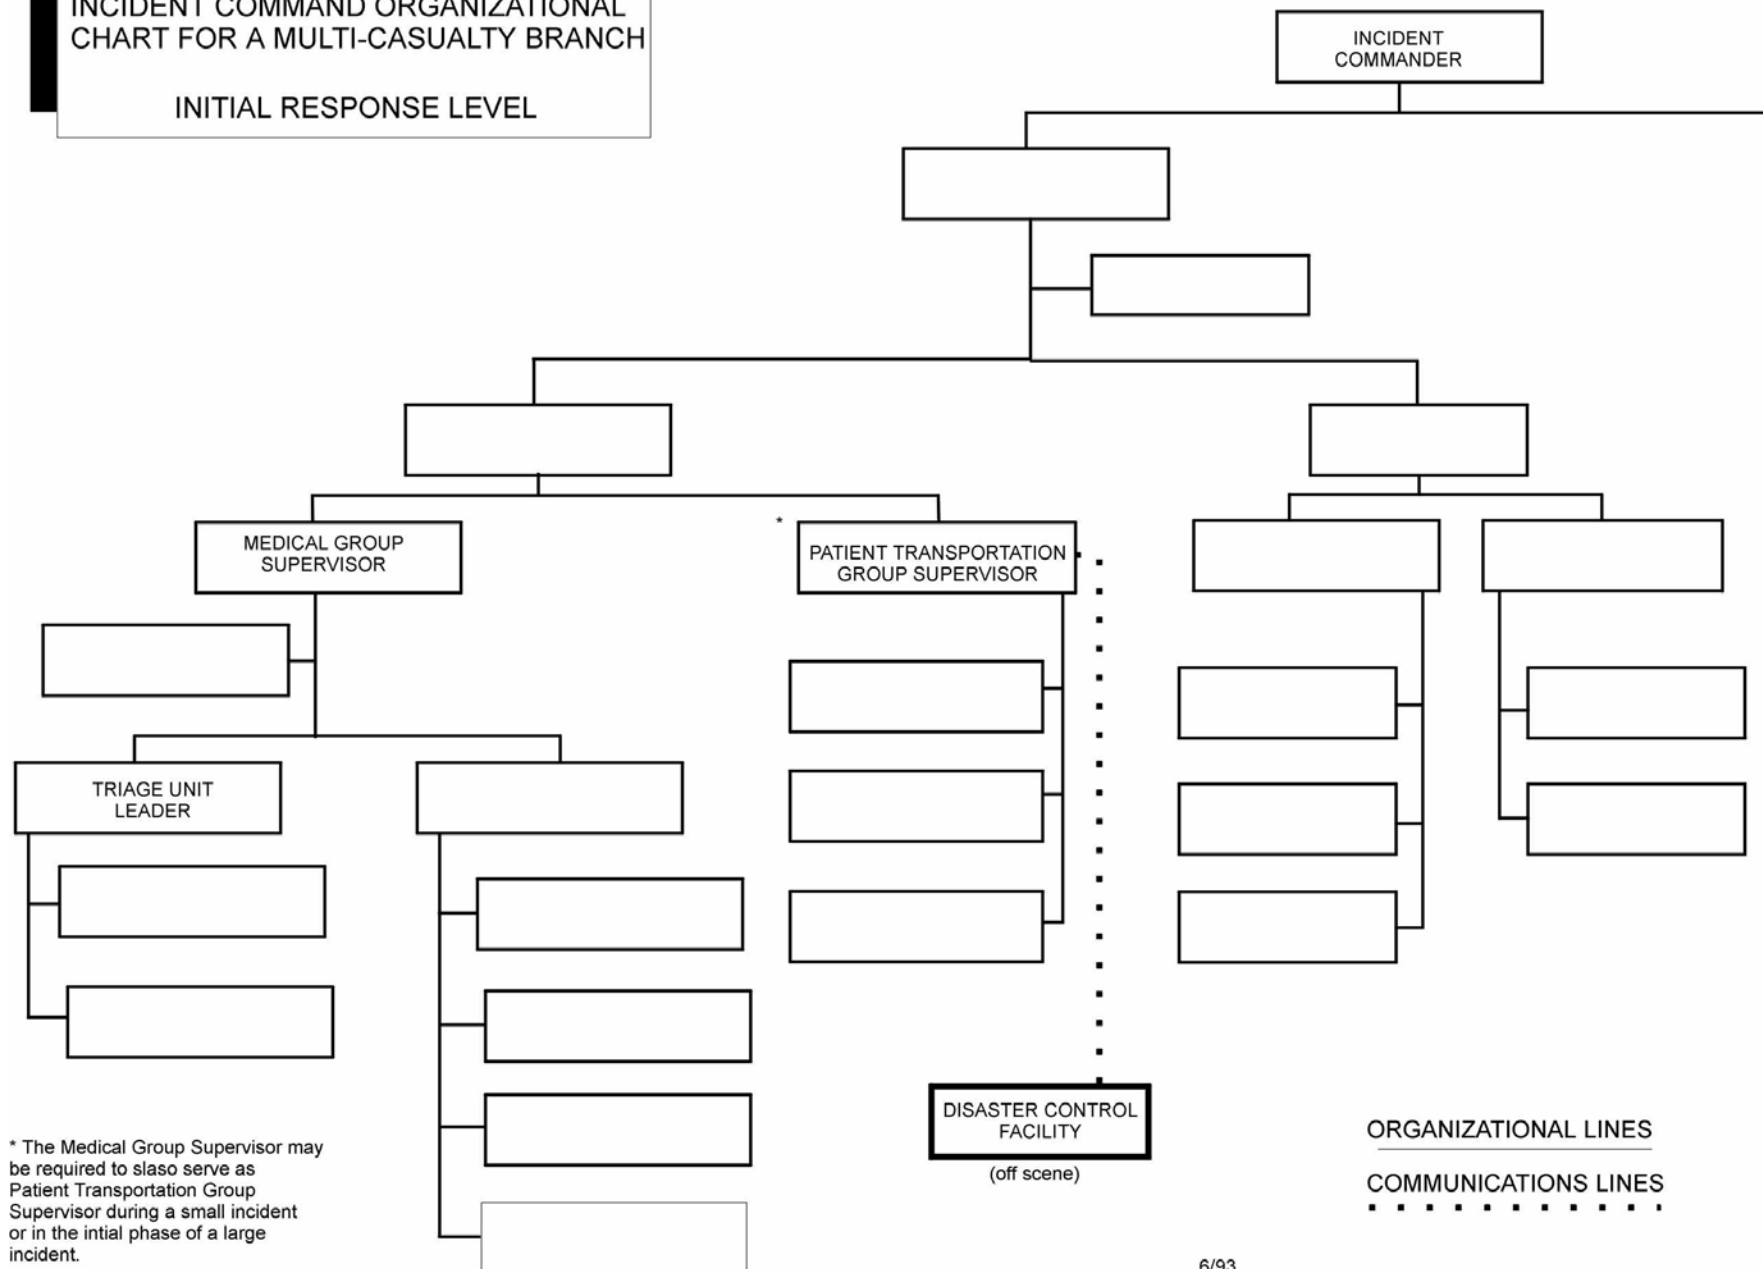 INCIDENT COMMAND ORGANIZATIONAL
CHART FOR A MULTI-CASUALTY BRANCH
INITIAL RESPONSE LEVEL
INCIDENT
COMMANDER
MEDICAL GROUP
SUPERVISOR
*
PATIENT TRANSPORTATION
GROUP SUPERVISOR
TRIAGE UNIT
LEADER
DISASTER CONTROL
FACILITY
(off scene)
* The Medical Group Supervisor may
be required to slaso serve as
Patient Transportation Group
Supervisor during a small incident
or in the intial phase of a large
incident.
ORGANIZATIONAL LINES
COMMUNICATIONS LINES
6/93